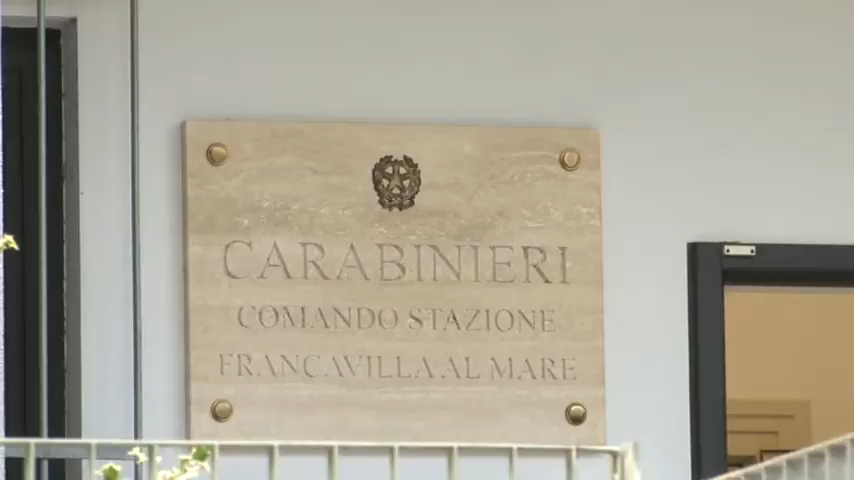 CARABINIERI
COMANDO STAZIONE
FRANCAVILLA AL MARE